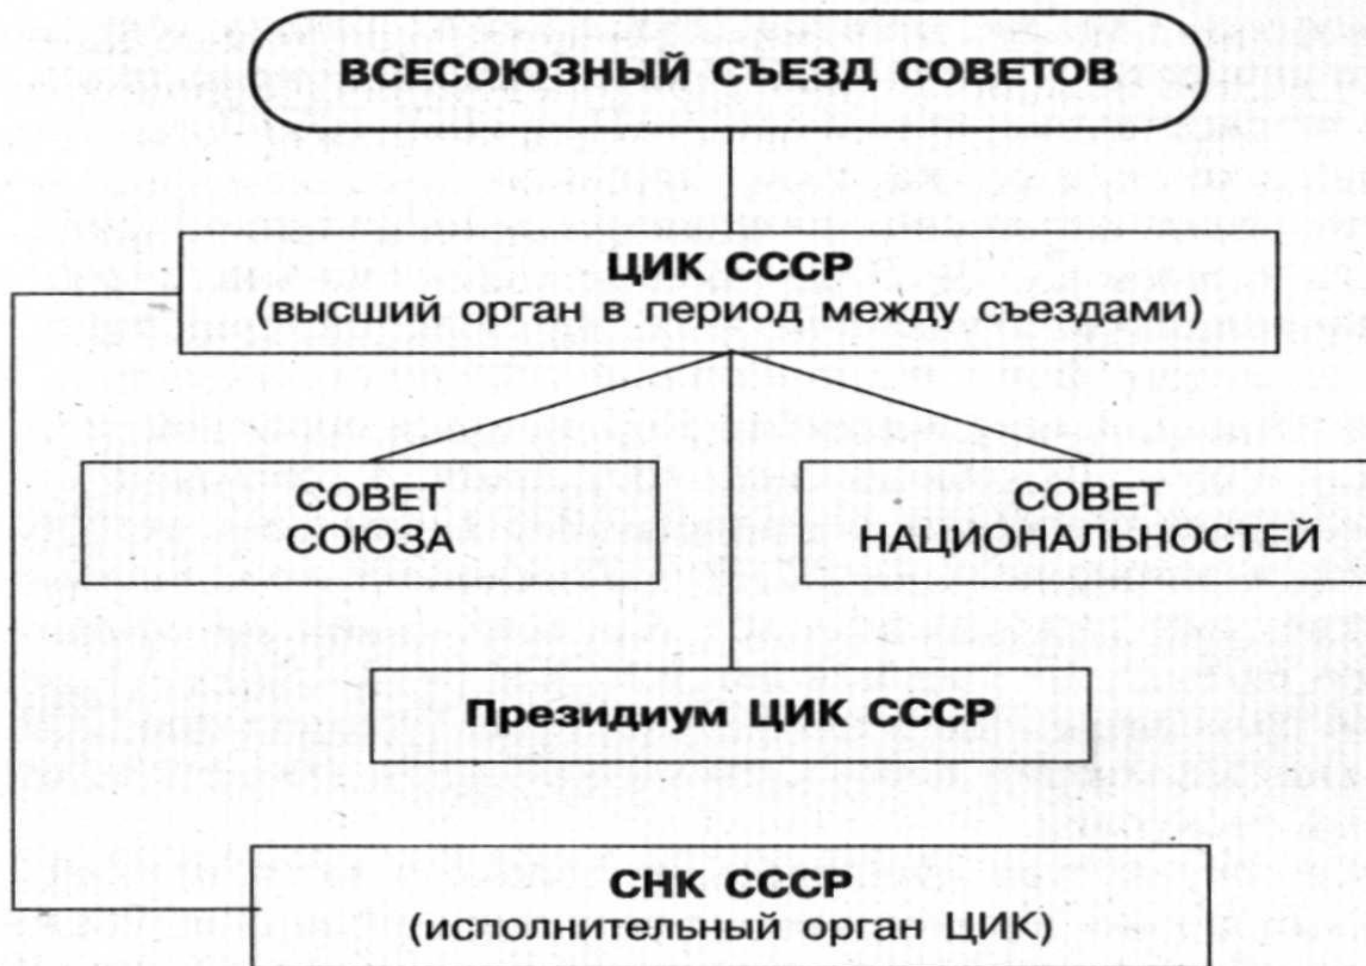 ВСЕСОЮЗНЫЙ СЪЕЗД СОВЕТОВ
ЦИК СССР
(высший орган в период между съездами)
СОВЕТ
СОЮЗА
СОВЕТ
НАЦИОНАЛЬНОСТЕЙ
Президиум ЦИК СССР
СНК СССР
(исполнительный орган ЦИК)